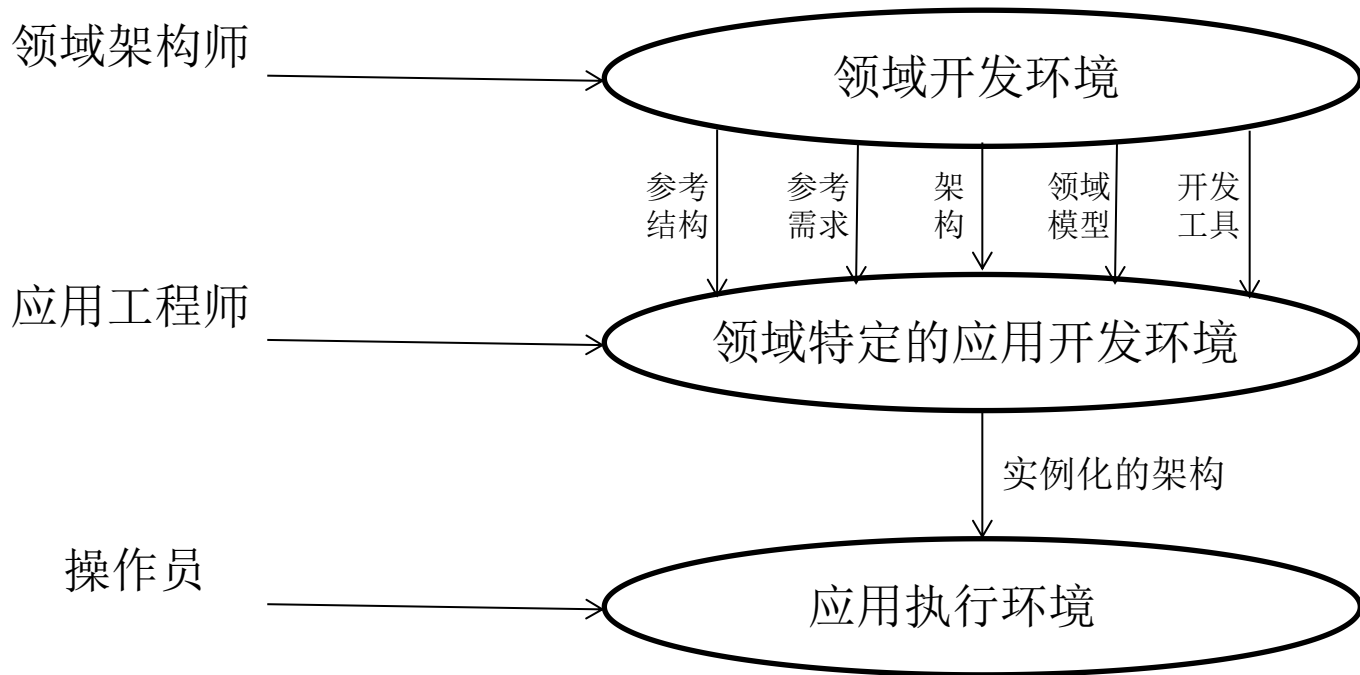 领域架构师
领域开发环境
参考
结构
参考
需求
架
构
领域
模型
开发
工具
应用工程师
领域特定的应用开发环境
实例化的架构
操作员
应用执行环境